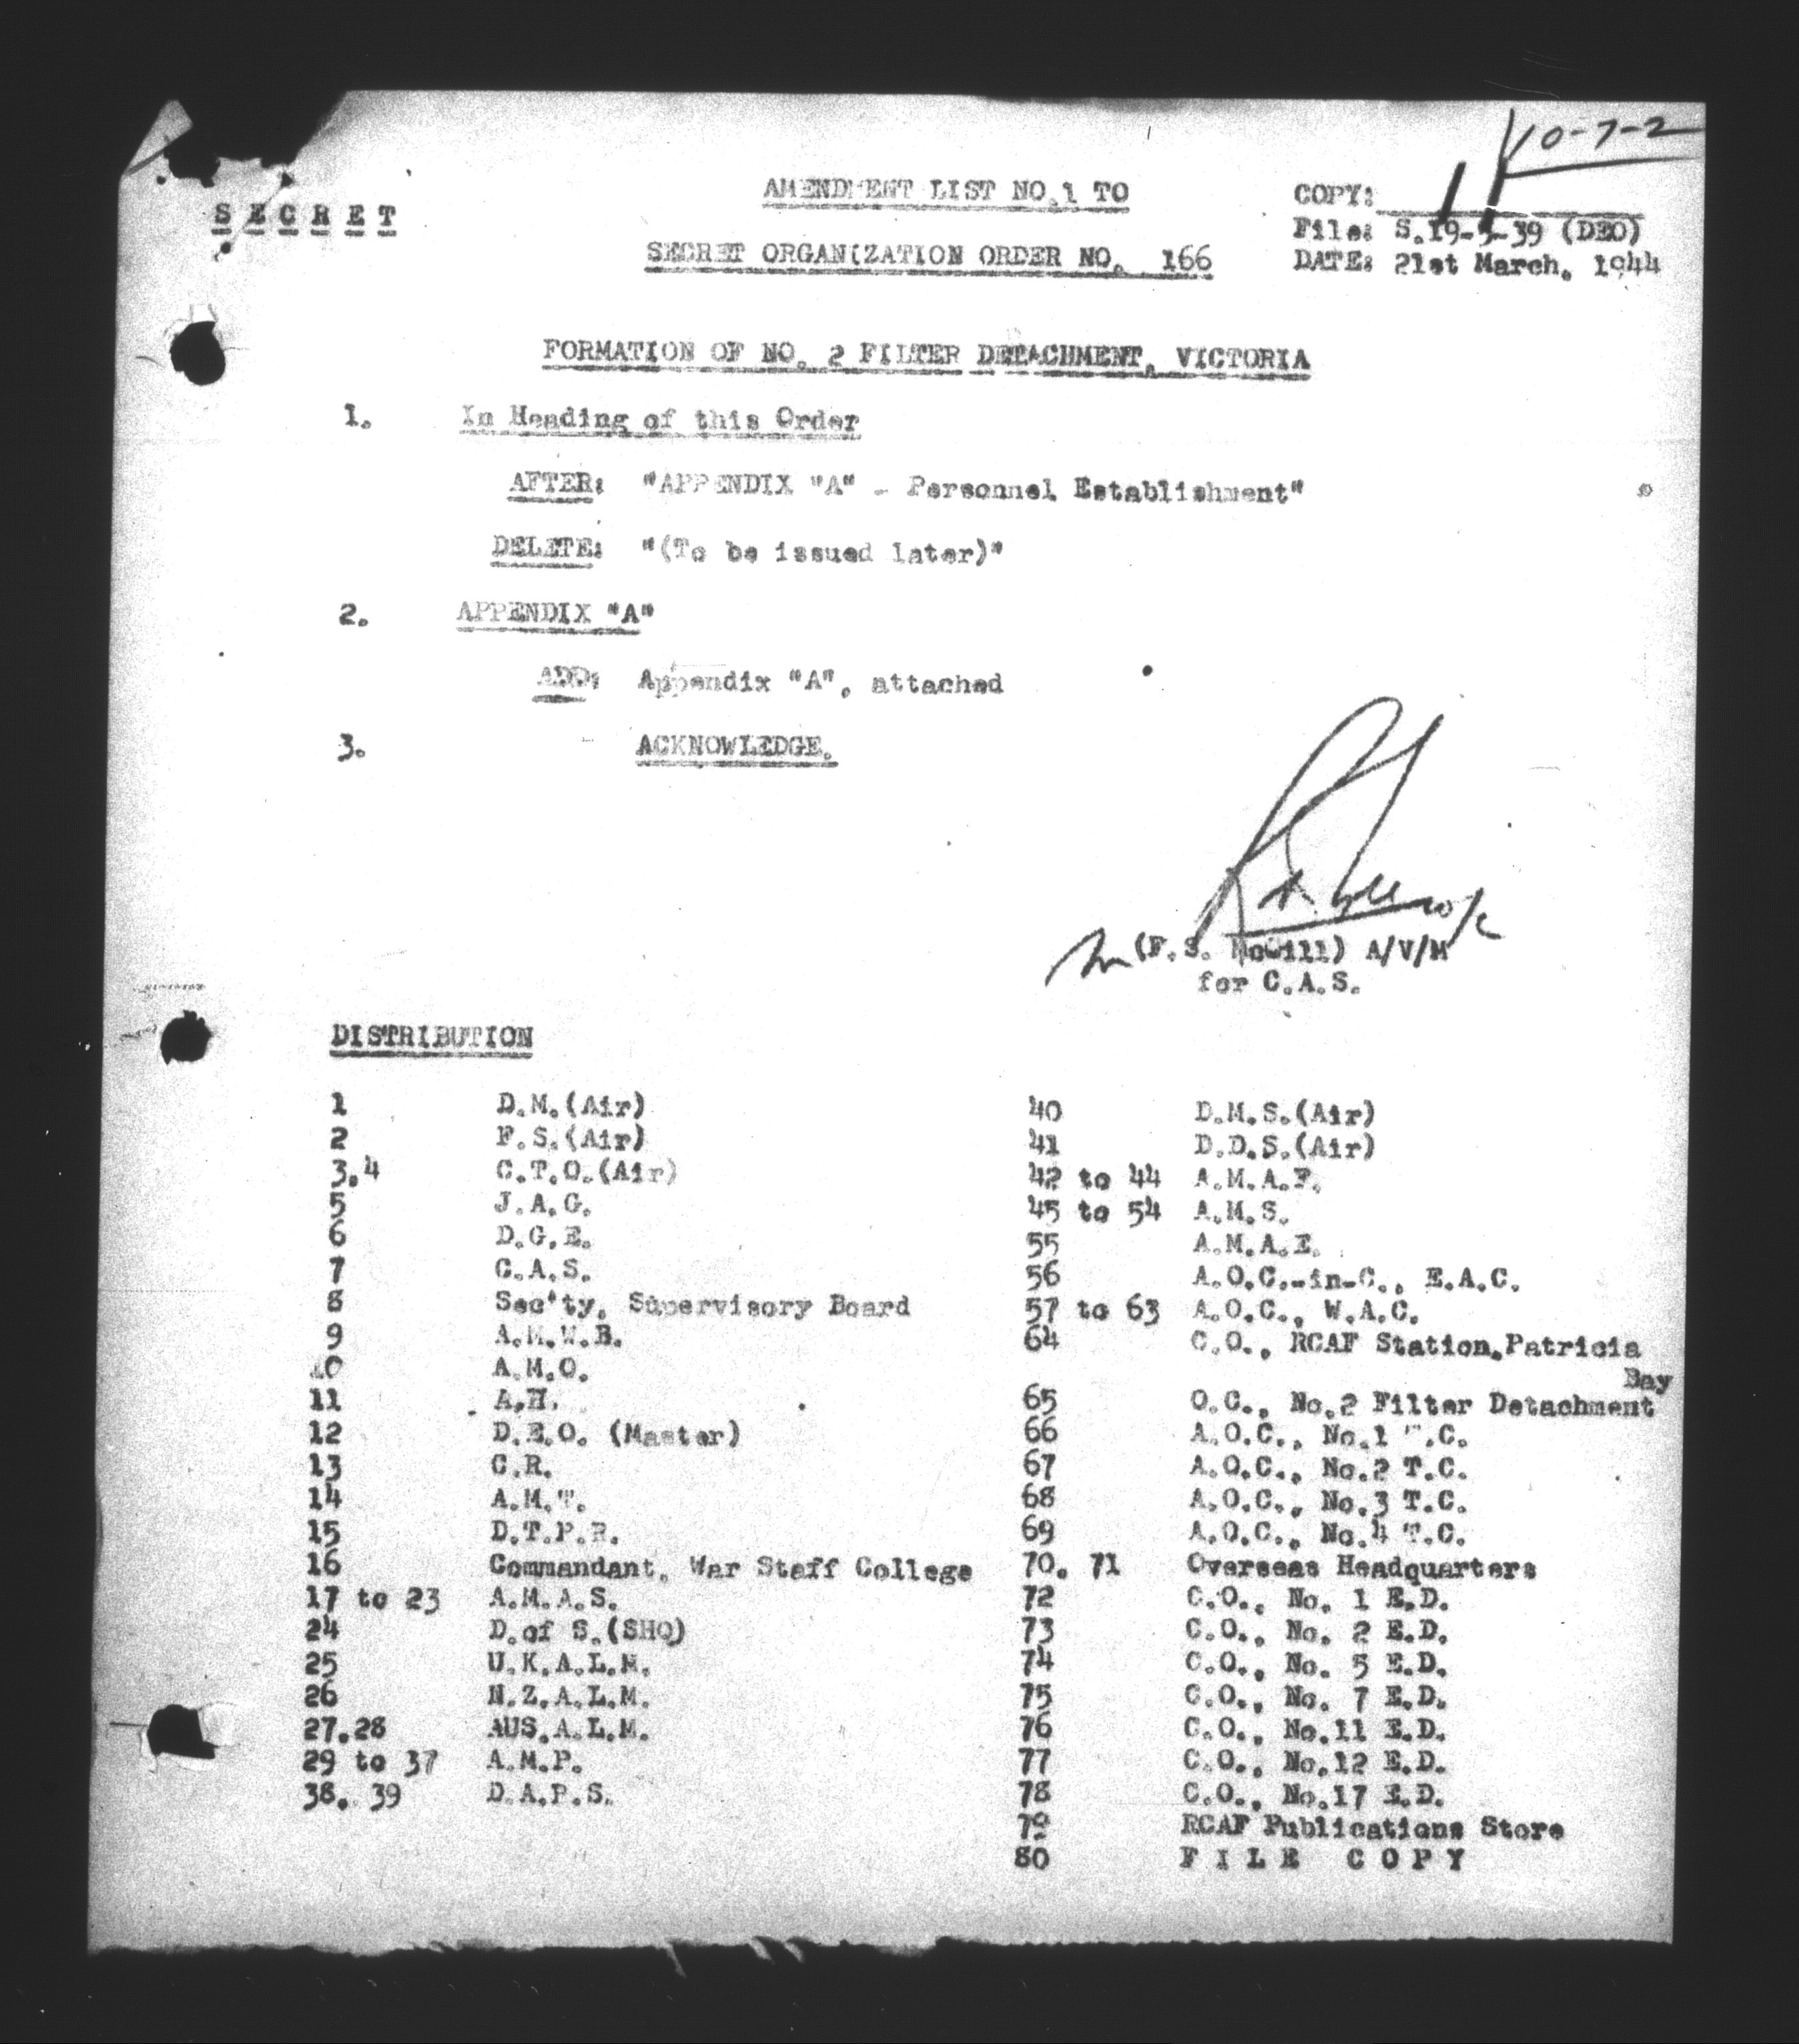 10-7-2
SECRET
AMENDMENT LIST NO.1 TO
SECRET ORGANIZATION ORDER NO. 166
COPY: 11
File: S.19-5-39 (DEO)
DATE: 21st March, 1944
FORMATION OF NO. 2 FILTER DETACHMENT, VICTORIA
1. In Heading of this Order
AFTER: "APPENDIX "A" - Personnel Establishment"
DELETE: "(To be issued later)"
2. APPENDIX "A"
ADD: Appendix "A", attached
3. ACKNOWLEDGE.
(F.S. McGill) A/V/M
for C.A.S.
DISTRIBUTION
1 D.M.(Air)
2 F.S.(Air)
3,4 C.T.O.(Air)
5 J.A.G.
6 D.G.E.
7 C.A.S.
8 Sec'ty, Supervisory Board
9 A.M.W.B.
10 A.M.O.
11 A.H.
12 D.E.O. (Master)
13 C.R.
14 A.M.T.
15 D.T.P.R.
16 Commandant, War Staff College
17 to 23 A.M.A.S.
24 D.of S.(SHQ)
25 U.K.A.L.M.
26 N.Z.A.L.M.
27,28 AUS.A.L.M.
29 to 37 A.M.P.
38, 39 D.A.P.S.
40 D.M.S.(Air)
41 D.D.S.(Air)
42 to 44 A.M.A.F.
45 to 54 A.M.S.
55 A.M.A.E.
56 A.O.C.-in-C., E.A.C.
57 to 63 A.O.C., W.A.C.
64 C.O., RCAF Station,Patricia
Bay
65 O.C., No.2 Filter Detachment
66 A.O.C., No.1 T.C.
67 A.O.C., No.2 T.C.
68 A.O.C., No.3 T.C.
69 A.O.C., No.4 T.C.
70, 71 Overseas Headquarters
72 C.O., No. 1 E.D.
73 C.O., No. 2 E.D.
74 C.O., No. 5 E.D.
75 C.O., No. 7 E.D.
76 C.O., No.11 E.D.
77 C.O., No.12 E.D.
78 C.O., No.17 E.D.
79 RCAF Publications Store
80 FILE COPY